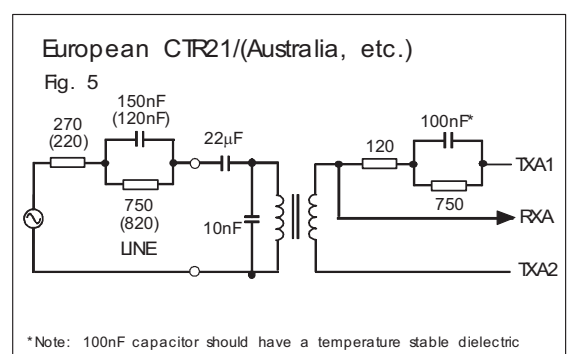 European CTR21/(Australia, etc.)
Fig. 5
150nF
(120nF)
270
(220)
22μF
750
(820)
LINE
10nF
120
100nF*
750
TXA1
RXA
TXA2
*Note: 100nF capacitor should have a temperature stable dielectric